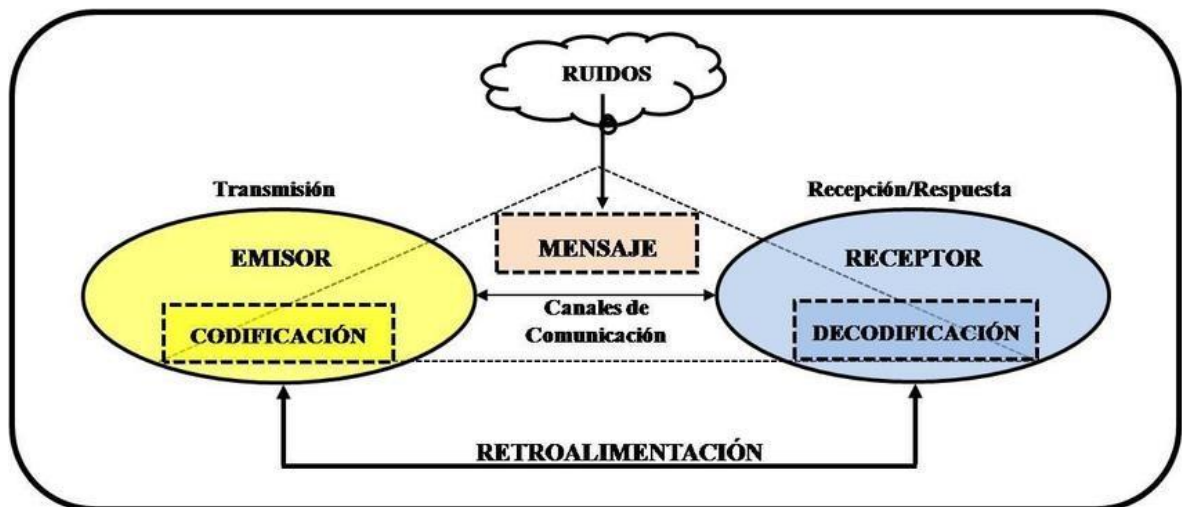 RUIDOS
Transmisión
Recepción/Respuesta
EMISOR
MENSAJE
RECEPTOR
CODIFICACIÓN
Canales de
Comunicación
DECODIFICACIÓN
RETROALIMENTACIÓN